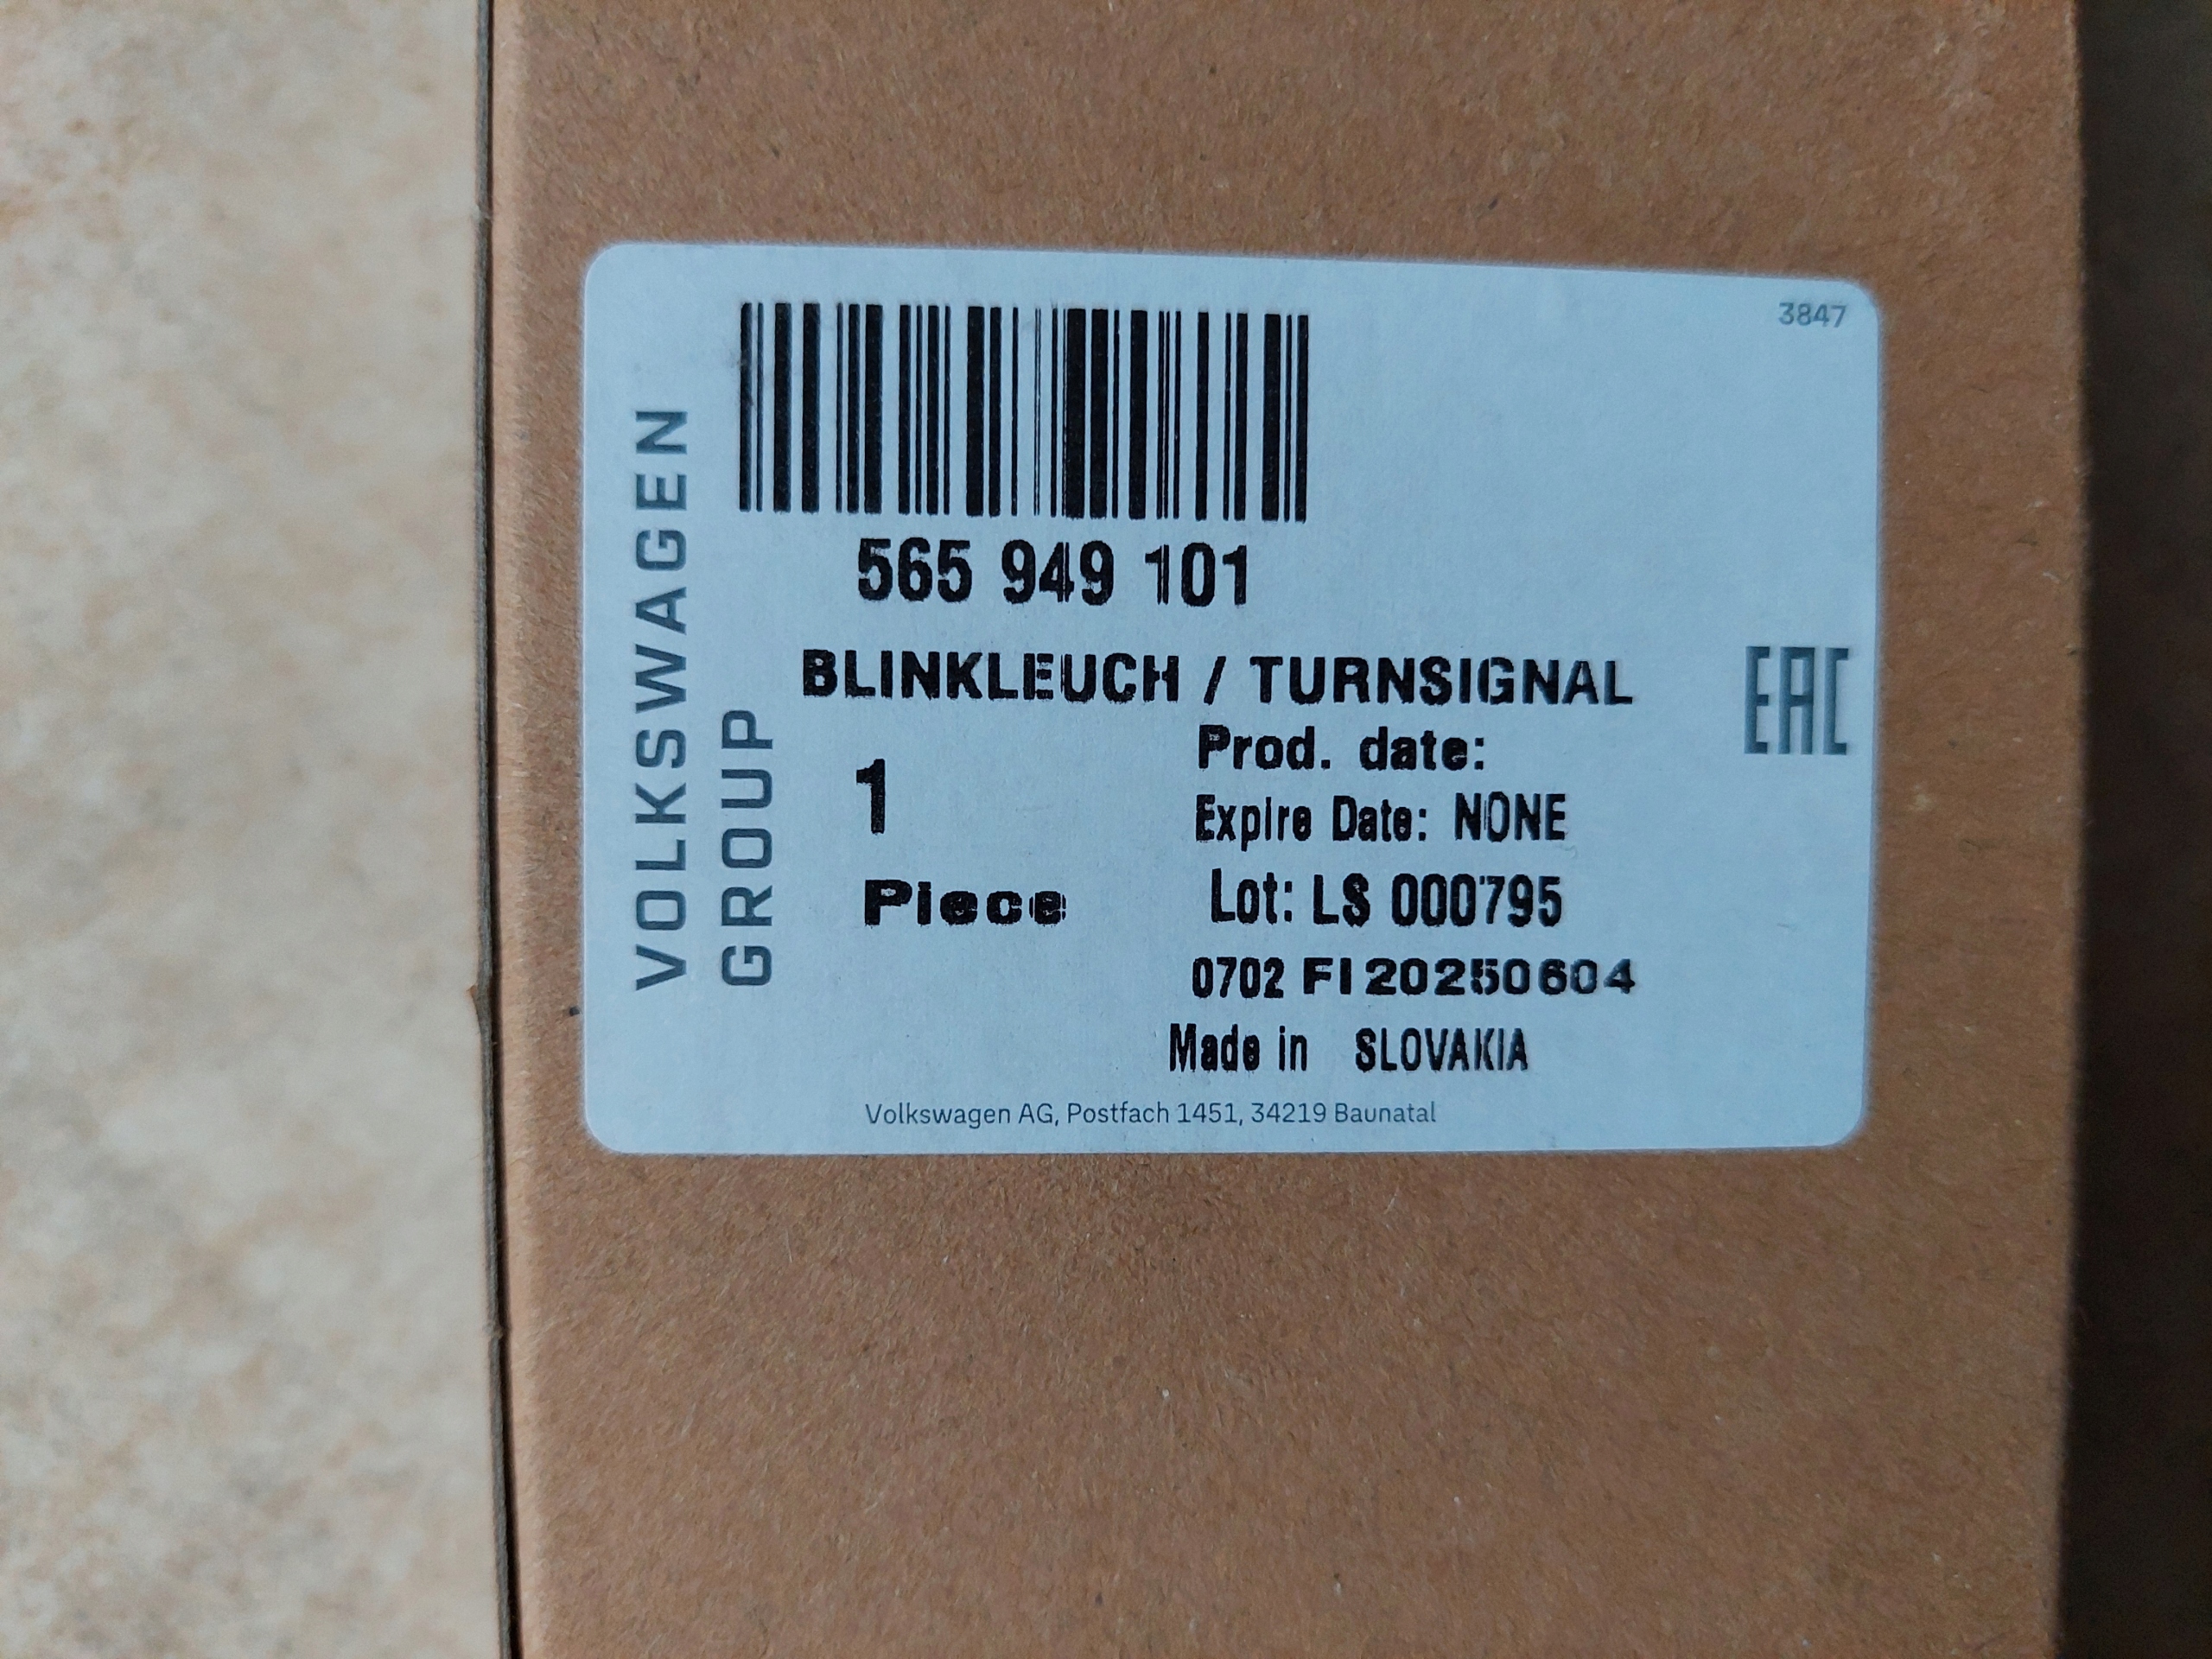 3847
VOLKSWAGEN
GROUP
565 949 101
BLINKLEUCH / TURNSIGNAL
Prod. date:
1
Expire Date: NONE
Piece
Lot: LS 000795
0702 FI 20250604
Made in SLOVAKIA
EAC
Volkswagen AG, Postfach 1451, 34219 Baunatal